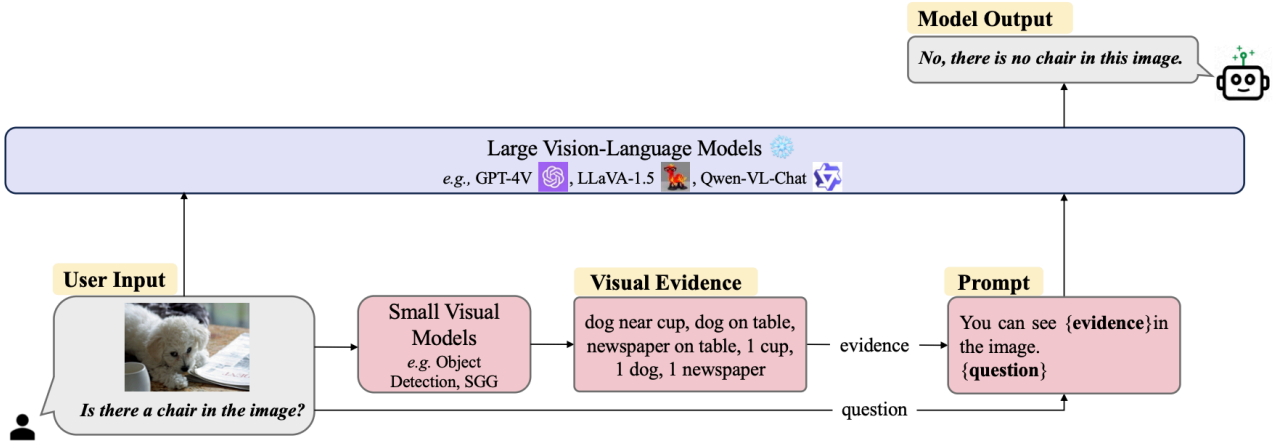 Model Output
No, there is no chair in this image.
Large Vision-Language Models
e.g., GPT-4V , LLaVA-1.5 , Qwen-VL-Chat
User Input
Is there a chair in the image?
Small Visual
Models
e.g. Object
Detection, SGG
Visual Evidence
dog near cup, dog on table,
newspaper on table, 1 cup,
1 dog, 1 newspaper
evidence
question
Prompt
You can see {evidence}in
the image.
{question}